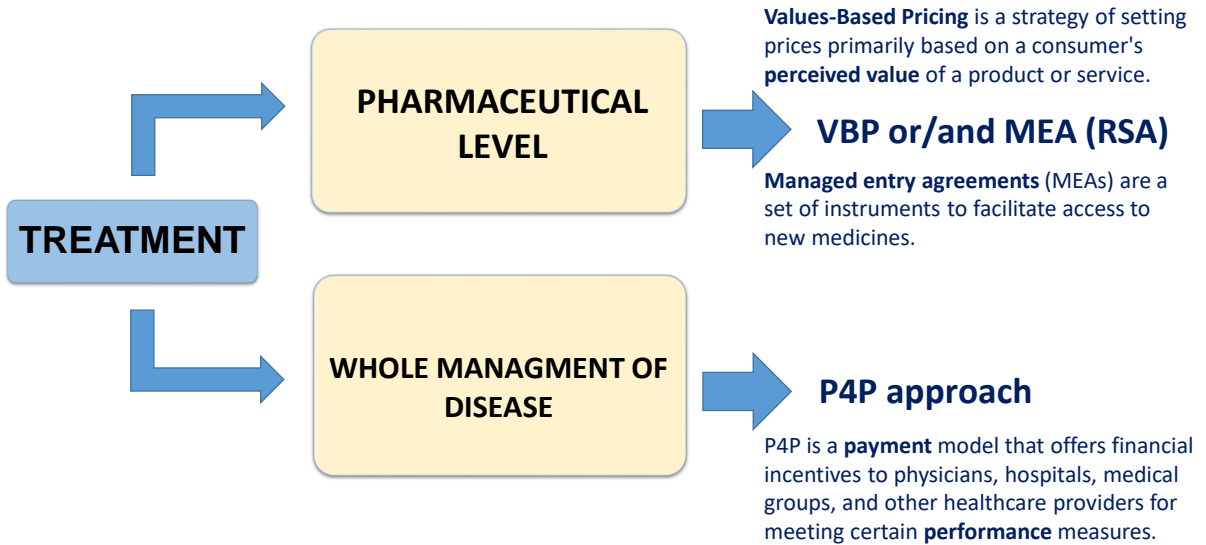 Values-Based Pricing is a strategy of setting
prices primarily based on a consumer's
perceived value of a product or service.
PHARMACEUTICAL
LEVEL
VBP or/and MEA (RSA)
Managed entry agreements (MEAs) are a
set of instruments to facilitate access to
new medicines.
TREATMENT
WHOLE MANAGMENT OF
DISEASE
P4P approach
P4P is a payment model that offers financial
incentives to physicians, hospitals, medical
groups, and other healthcare providers for
meeting certain performance measures.